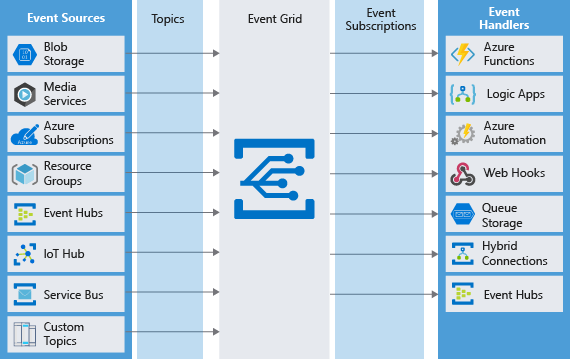 Event Sources
Topics
Event Grid
Event
Subscriptions
Event
Handlers
Blob
Storage
Media
Services
Azure
Subscriptions
Resource
Groups
Event Hubs
IoT Hub
Service Bus
Custom
Topics
Azure
Functions
Logic Apps
Azure
Automation
Web Hooks
Queue
Storage
Hybrid
Connections
Event Hubs